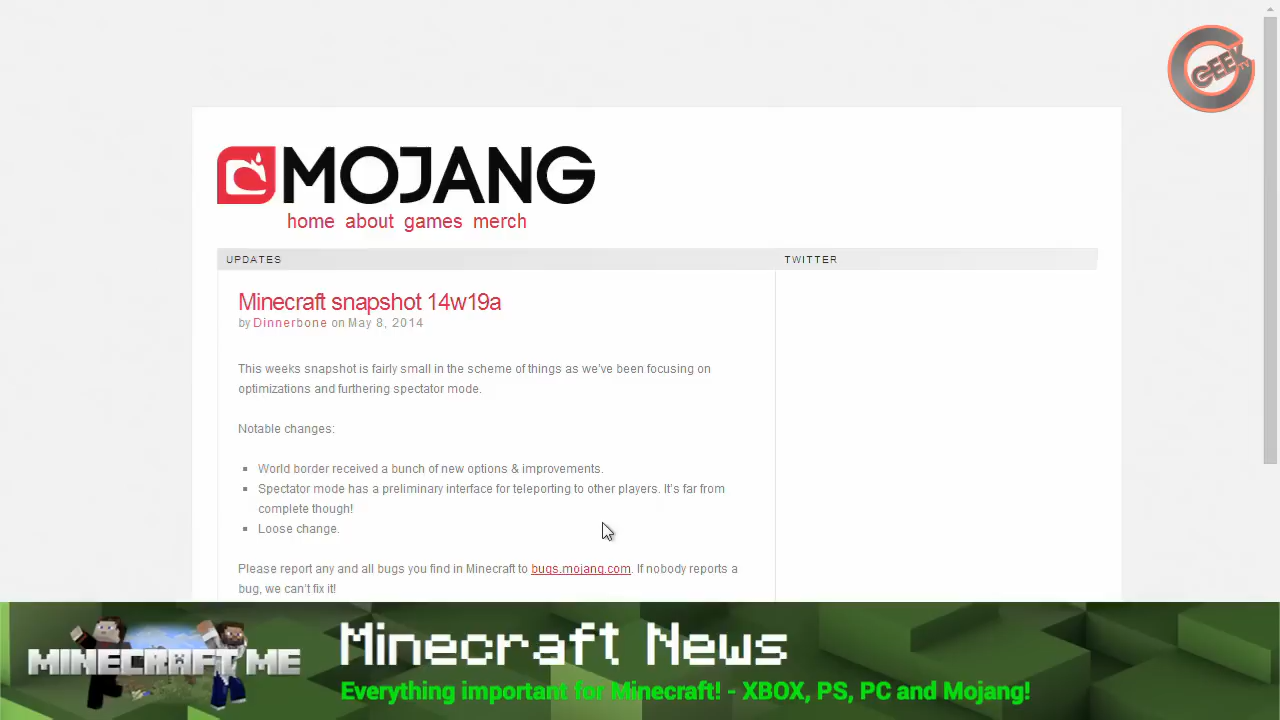 GEEK TV
MOJANG
home about games merch
UPDATES
TWITTER
Minecraft snapshot 14w19a
by Dinnerbone on May 8, 2014
This weeks snapshot is fairly small in the scheme of things as we've been focusing on
optimizations and furthering spectator mode.
Notable changes:
World border received a bunch of new options & improvements.
Spectator mode has a preliminary interface for teleporting to other players. It's far from
complete though!
Loose change.
Please report any and all bugs you find in Minecraft to bugs.mojang.com. If nobody reports a
bug, we can't fix it!
MINECRAFT ME
Minecraft News
Everything important for Minecraft! - XBOX, PS, PC and Mojang!